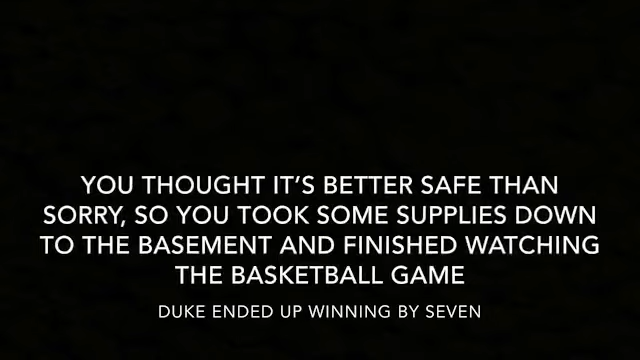 YOU THOUGHT IT’S BETTER SAFE THAN
SORRY, SO YOU TOOK SOME SUPPLIES DOWN
TO THE BASEMENT AND FINISHED WATCHING
THE BASKETBALL GAME
DUKE ENDED UP WINNING BY SEVEN